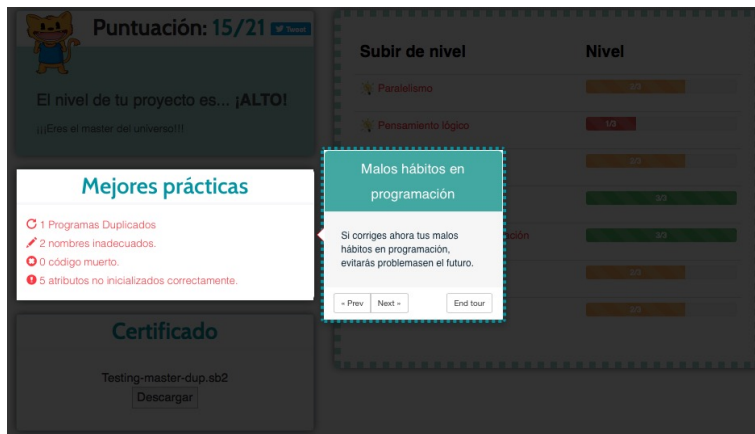 Puntuación: 15/21 Tweet
El nivel de tu proyecto es... ¡ALTO!
¡¡¡Eres el master del universo!!!
Mejores prácticas
1 Programas Duplicados
2 nombres inadecuados.
0 código muerto.
5 atributos no inicializados correctamente.
Certificado
Testing-master-dup.sb2
Descargar
Malos hábitos en
programación
Si corriges ahora tus malos
hábitos en programación,
evitarás problemasen el futuro.
« Prev Next » End tour
Subir de nivel Nivel
Paralelismo 2/3
Pensamiento lógico 1/3
2/3
3/3
3/3
2/3
2/3